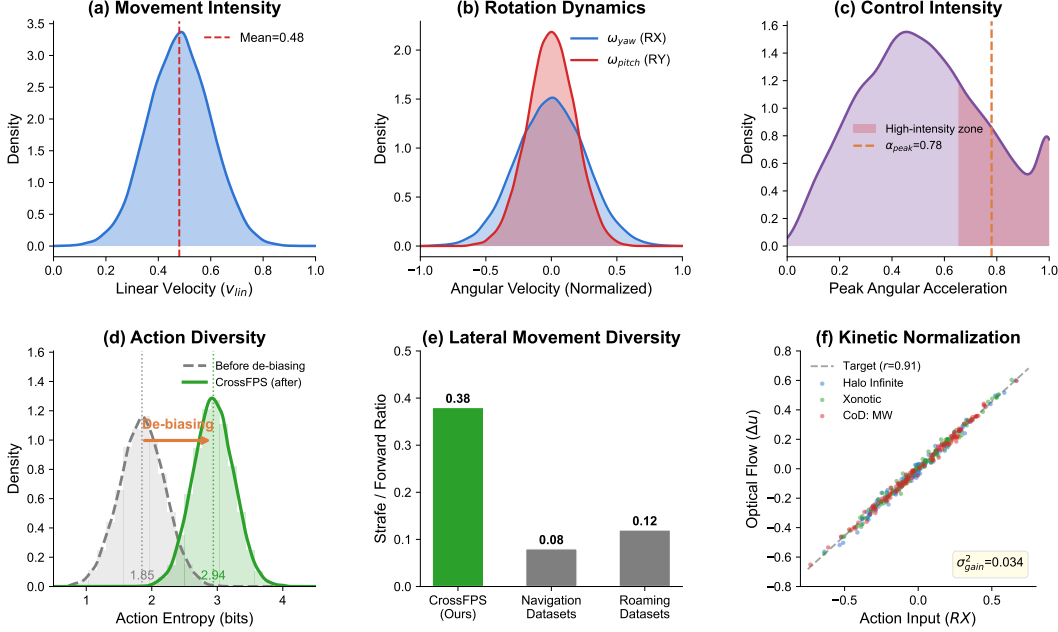 (a) Movement Intensity
3.5
3.0
2.5
2.0
1.5
1.0
0.5
0.0
Density
Mean=0.48
0.0 0.2 0.4 0.6 0.8 1.0
Linear Velocity (v_lin)
(b) Rotation Dynamics
2.0
1.5
1.0
0.5
0.0
Density
ω_yaw (RX)
ω_pitch (RY)
−1.0 −0.5 0.0 0.5 1.0
Angular Velocity (Normalized)
(c) Control Intensity
1.6
1.4
1.2
1.0
0.8
0.6
0.4
0.2
0.0
Density
High-intensity zone
α_peak=0.78
0.0 0.2 0.4 0.6 0.8 1.0
Peak Angular Acceleration
(d) Action Diversity
1.6
1.4
1.2
1.0
0.8
0.6
0.4
0.2
0.0
Density
Before de-biasing
CrossFPS (after)
De-biasing
1.85
2.94
1 2 3 4
Action Entropy (bits)
(e) Lateral Movement Diversity
0.5
0.4
0.3
0.2
0.1
0.0
Strafe / Forward Ratio
0.38
0.08
0.12
CrossFPS
(Ours)
Navigation
Datasets
Roaming
Datasets
(f) Kinetic Normalization
0.8
0.6
0.4
0.2
0.0
−0.2
−0.4
−0.6
−0.8
Optical Flow (Δu)
Target (r=0.91)
Halo Infinite
Xonotic
CoD: MW
σ²_gain=0.034
−0.5 0.0 0.5
Action Input (RX)